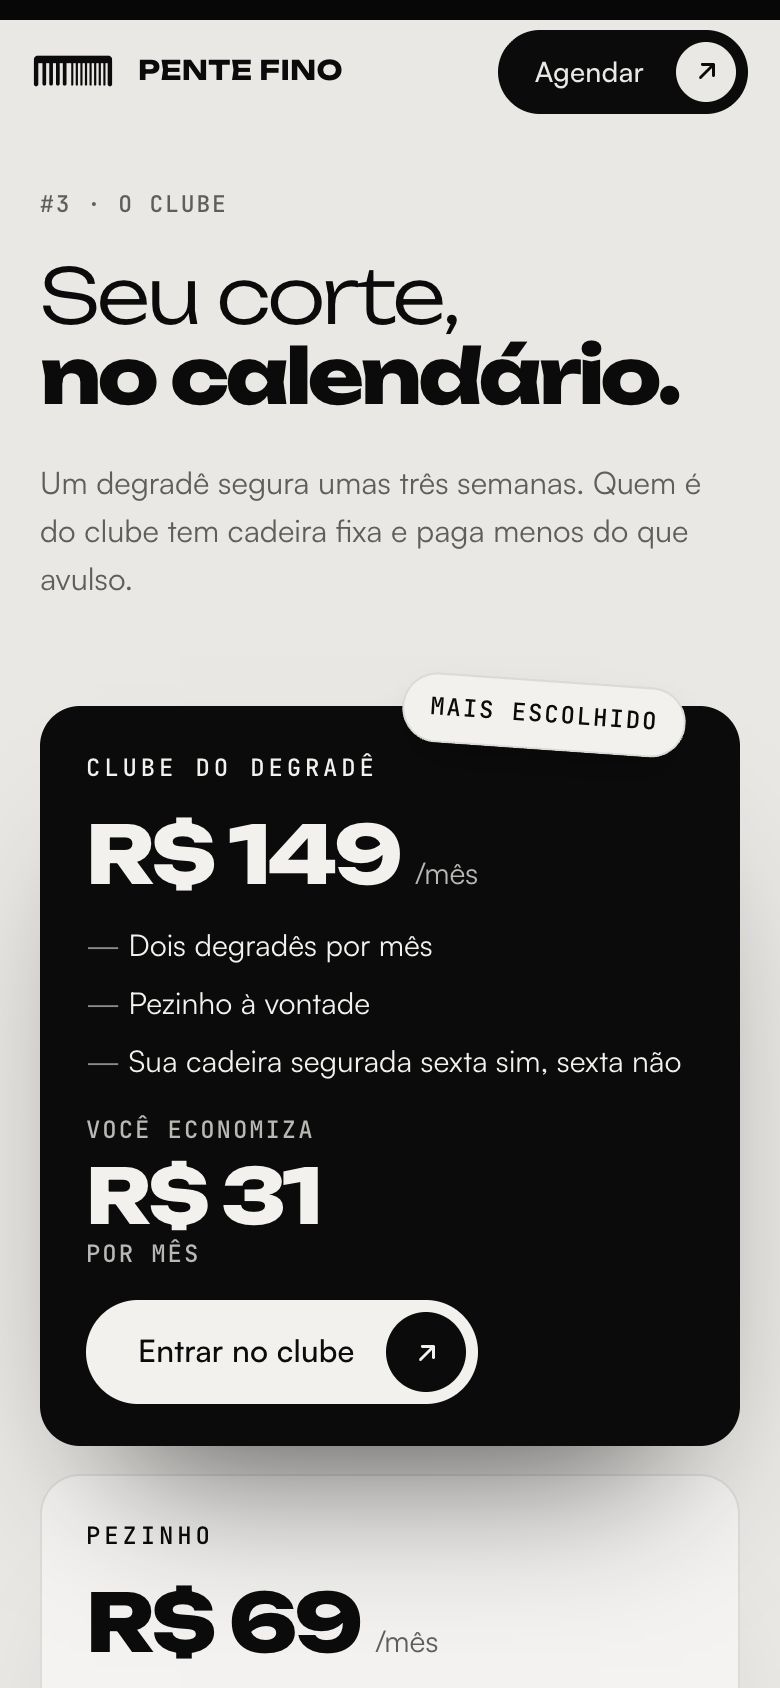 PENTE FINO
Agendar
#3 · O CLUBE
Seu corte,
no calendário.
Um degradê segura umas três semanas. Quem é
do clube tem cadeira fixa e paga menos do que
avulso.
MAIS ESCOLHIDO
CLUBE DO DEGRADÊ
R$ 149 /mês
— Dois degradês por mês
— Pezinho à vontade
— Sua cadeira segurada sexta sim, sexta não
VOCÊ ECONOMIZA
R$ 31
POR MÊS
Entrar no clube
PEZINHO
R$ 69 /mês